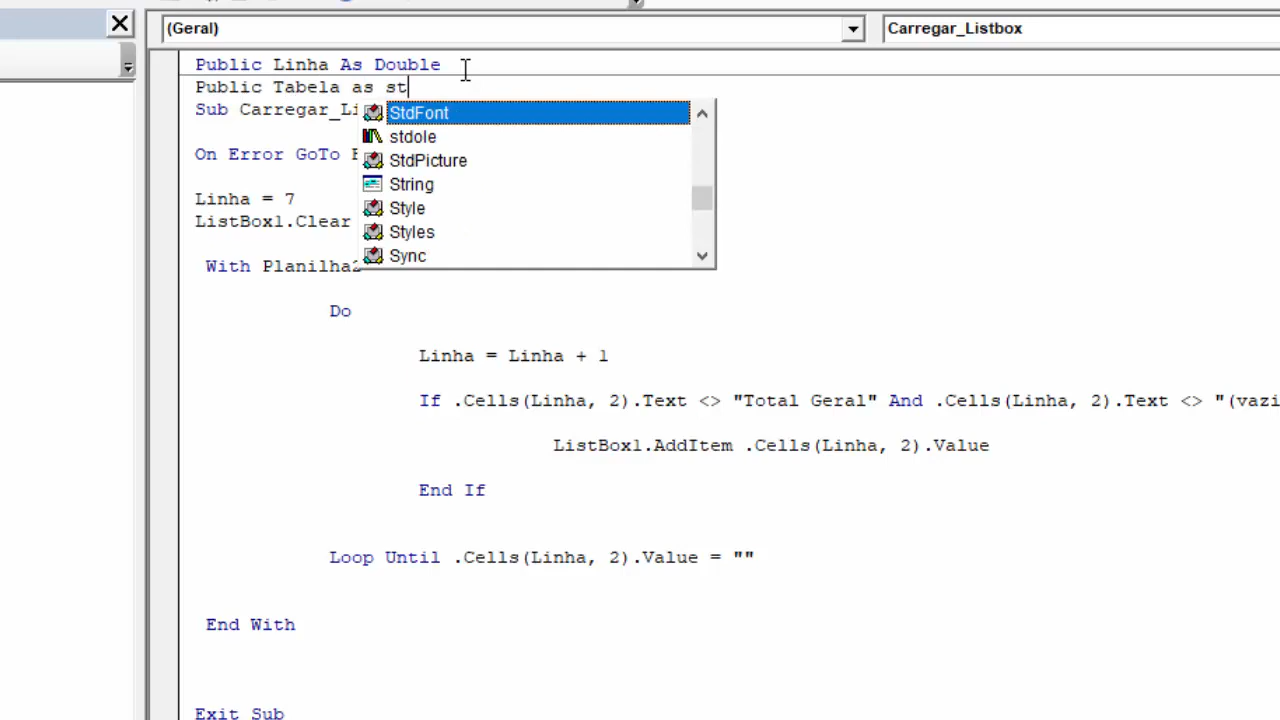 (Geral) Carregar_Listbox
Public Linha As Double
Public Tabela as st
StdFont
stdole
StdPicture
String
Style
Styles
Sync
Sub Carregar_Li
On Error GoTo
Linha = 7
ListBox1.Clear
With Planilha2
Do
Linha = Linha + 1
If .Cells(Linha, 2).Text <> "Total Geral" And .Cells(Linha, 2).Text <> "(vazi
ListBox1.AddItem .Cells(Linha, 2).Value
End If
Loop Until .Cells(Linha, 2).Value = ""
End With
Exit Sub